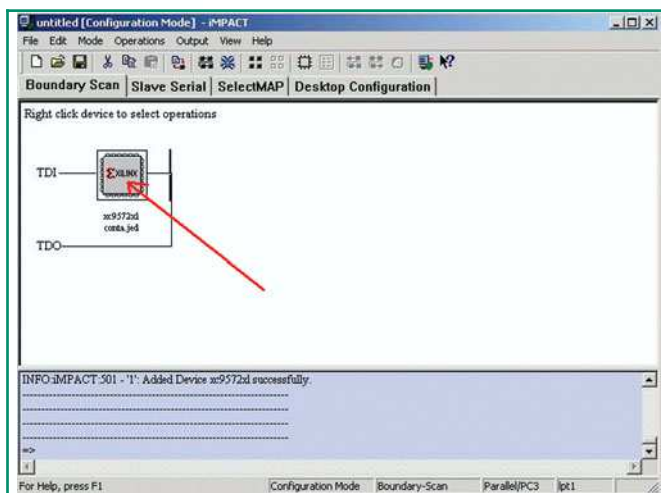 untitled [Configuration Mode] - iMPACT
File Edit Mode Operations Output View Help
Boundary Scan Slave Serial SelectMAP Desktop Configuration
Right click device to select operations
TDI
XILINX
xc9572xl
conta.jed
TDO
INFO:iMPACT:501 - '1': Added Device xc9572xl successfully.
----------------------------------------------------------------------
----------------------------------------------------------------------
----------------------------------------------------------------------
----------------------------------------------------------------------
=>
For Help, press F1 Configuration Mode Boundary-Scan Parallel/PC3 lpt1